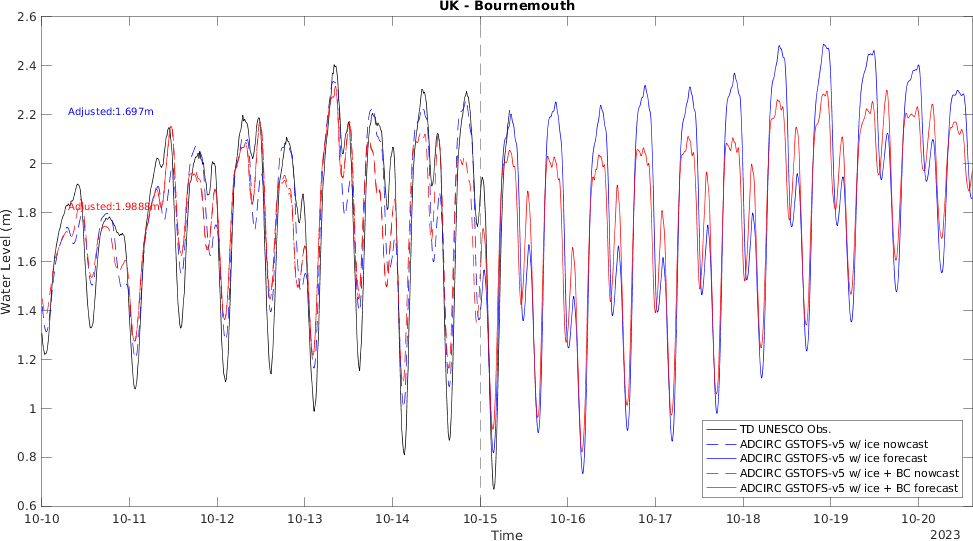 UK - Bournemouth
2.6
2.4
2.2
2
1.8
1.6
1.4
1.2
1
0.8
0.6
Water Level (m)
Adjusted:1.697m
Adjusted:1.9888m
TD UNESCO Obs.
ADCIRC GSTOFS-v5 w/ ice nowcast
ADCIRC GSTOFS-v5 w/ ice forecast
ADCIRC GSTOFS-v5 w/ ice + BC nowcast
ADCIRC GSTOFS-v5 w/ ice + BC forecast
10-10 10-11 10-12 10-13 10-14 10-15 10-16 10-17 10-18 10-19 10-20
Time
2023